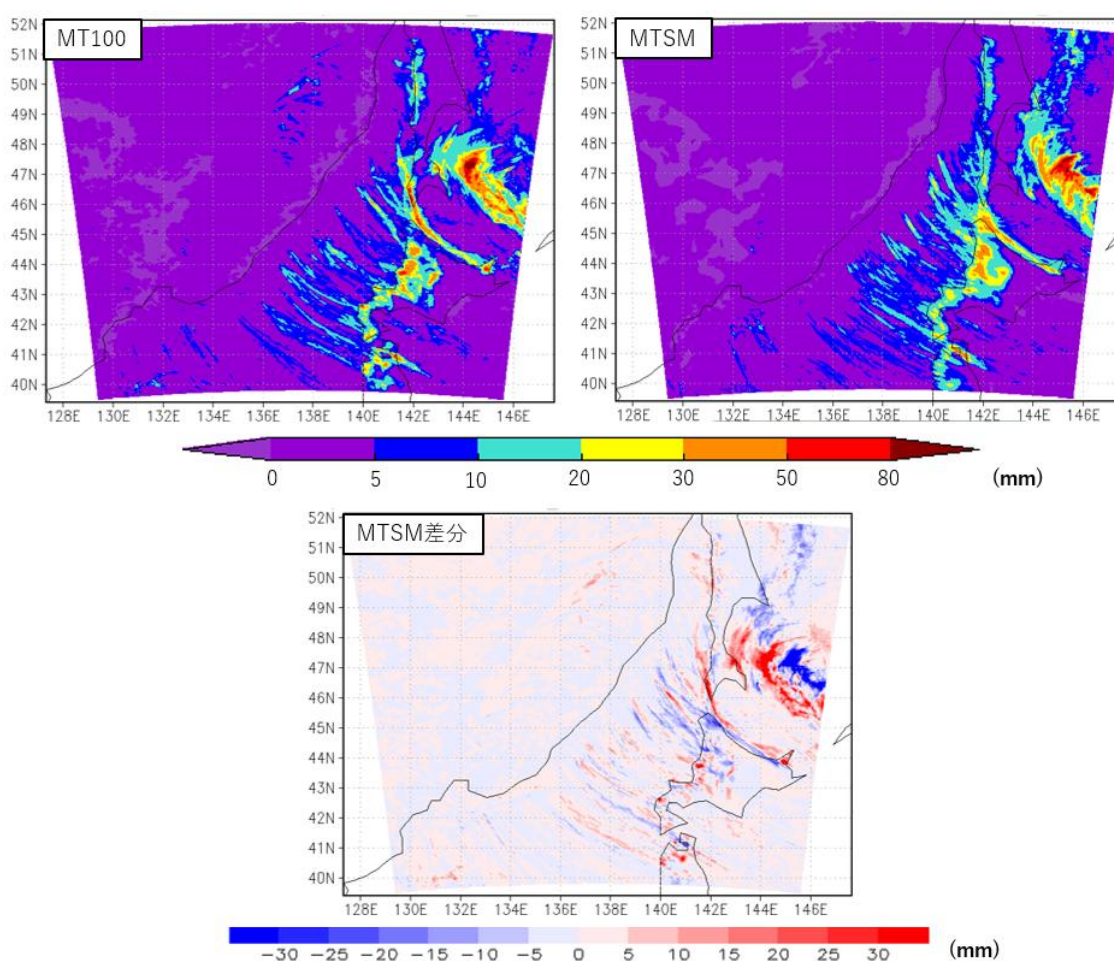 MT100
52N
51N
50N
49N
48N
47N
46N
45N
44N
43N
42N
41N
40N
128E 130E 132E 134E 136E 138E 140E 142E 144E 146E
MTSM
52N
51N
50N
49N
48N
47N
46N
45N
44N
43N
42N
41N
40N
128E 130E 132E 134E 136E 138E 140E 142E 144E 146E
0 5 10 20 30 50 80 (mm)
MTSM差分
52N
51N
50N
49N
48N
47N
46N
45N
44N
43N
42N
41N
40N
128E 130E 132E 134E 136E 138E 140E 142E 144E 146E
−30 −25 −20 −15 −10 −5 0 5 10 15 20 25 30 (mm)